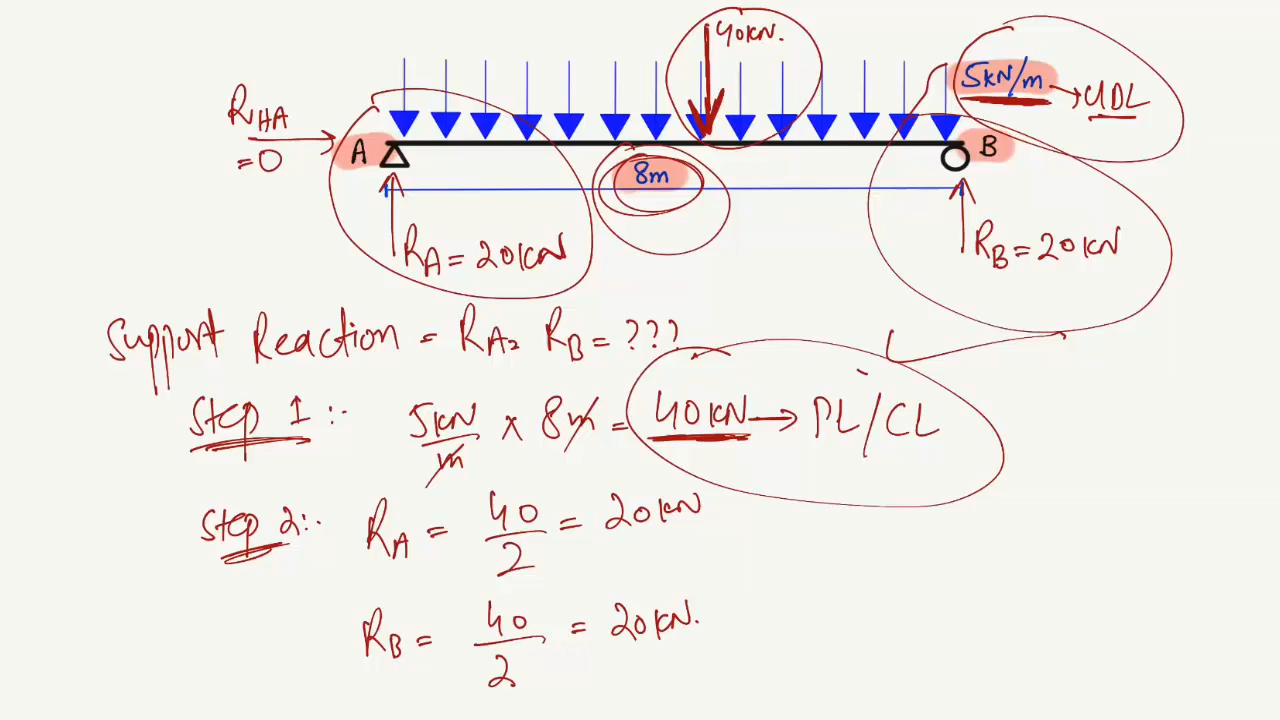 40kN.
5kN/m → UDL
RHA
=0
A
B
8m
RA = 20kN
RB = 20kN
Support Reaction = RA, RB = ???
Step 1:- 5kN/m × 8m = 40kN → PL/CL
Step 2:- RA = 40/2 = 20kN
RB = 40/2 = 20kN.